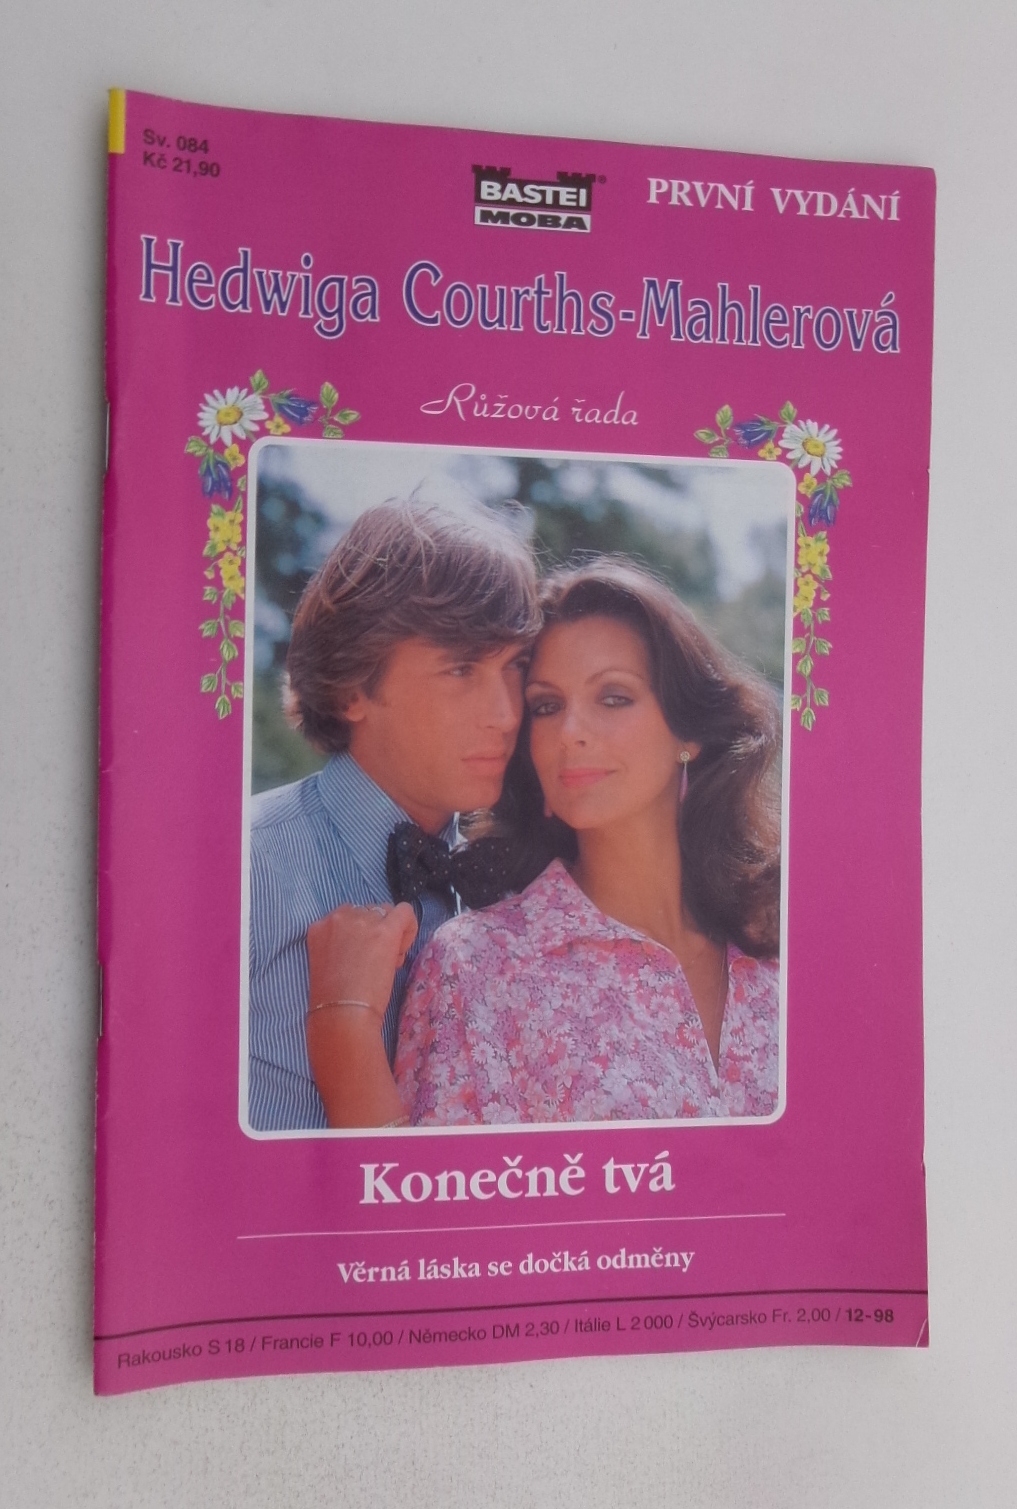 Sv. 084
Kč 21,90
BASTEI®
MOBA
PRVNÍ VYDÁNÍ
Hedwiga Courths-Mahlerová
Růžová řada
Konečně tvá
Věrná láska se dočká odměny
Rakousko S 18 / Francie F 10,00 / Německo DM 2,30 / Itálie L 2 000 / Švýcarsko Fr. 2,00 / 12-98